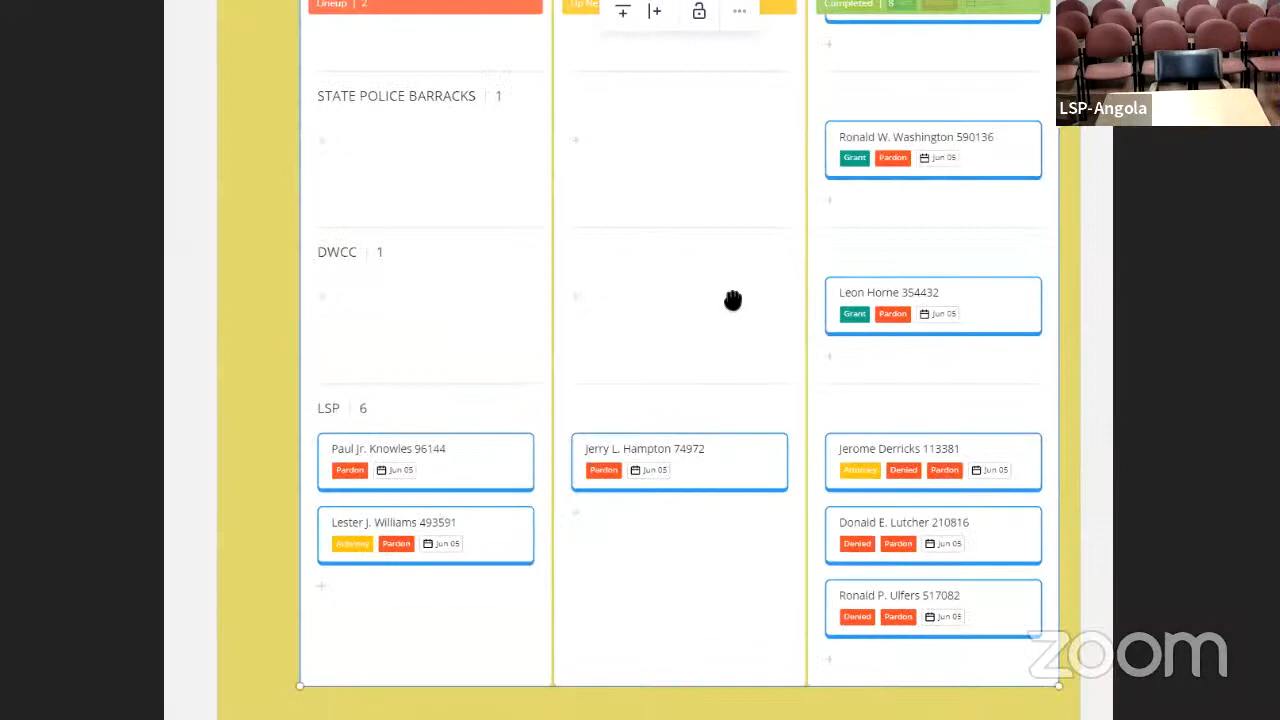 Lineup | 2
Up Ne
Completed | 8
LSP-Angola
STATE POLICE BARRACKS | 1
Ronald W. Washington 590136
Grant Pardon Jun 05
DWCC | 1
Leon Horne 354432
Grant Pardon Jun 05
LSP | 6
Paul Jr. Knowles 96144
Pardon Jun 05
Lester J. Williams 493591
Attorney Pardon Jun 05
Jerry L. Hampton 74972
Pardon Jun 05
Jerome Derricks 113381
Attorney Denied Pardon Jun 05
Donald E. Lutcher 210816
Denied Pardon Jun 05
Ronald P. Ulfers 517082
Denied Pardon Jun 05
zoom